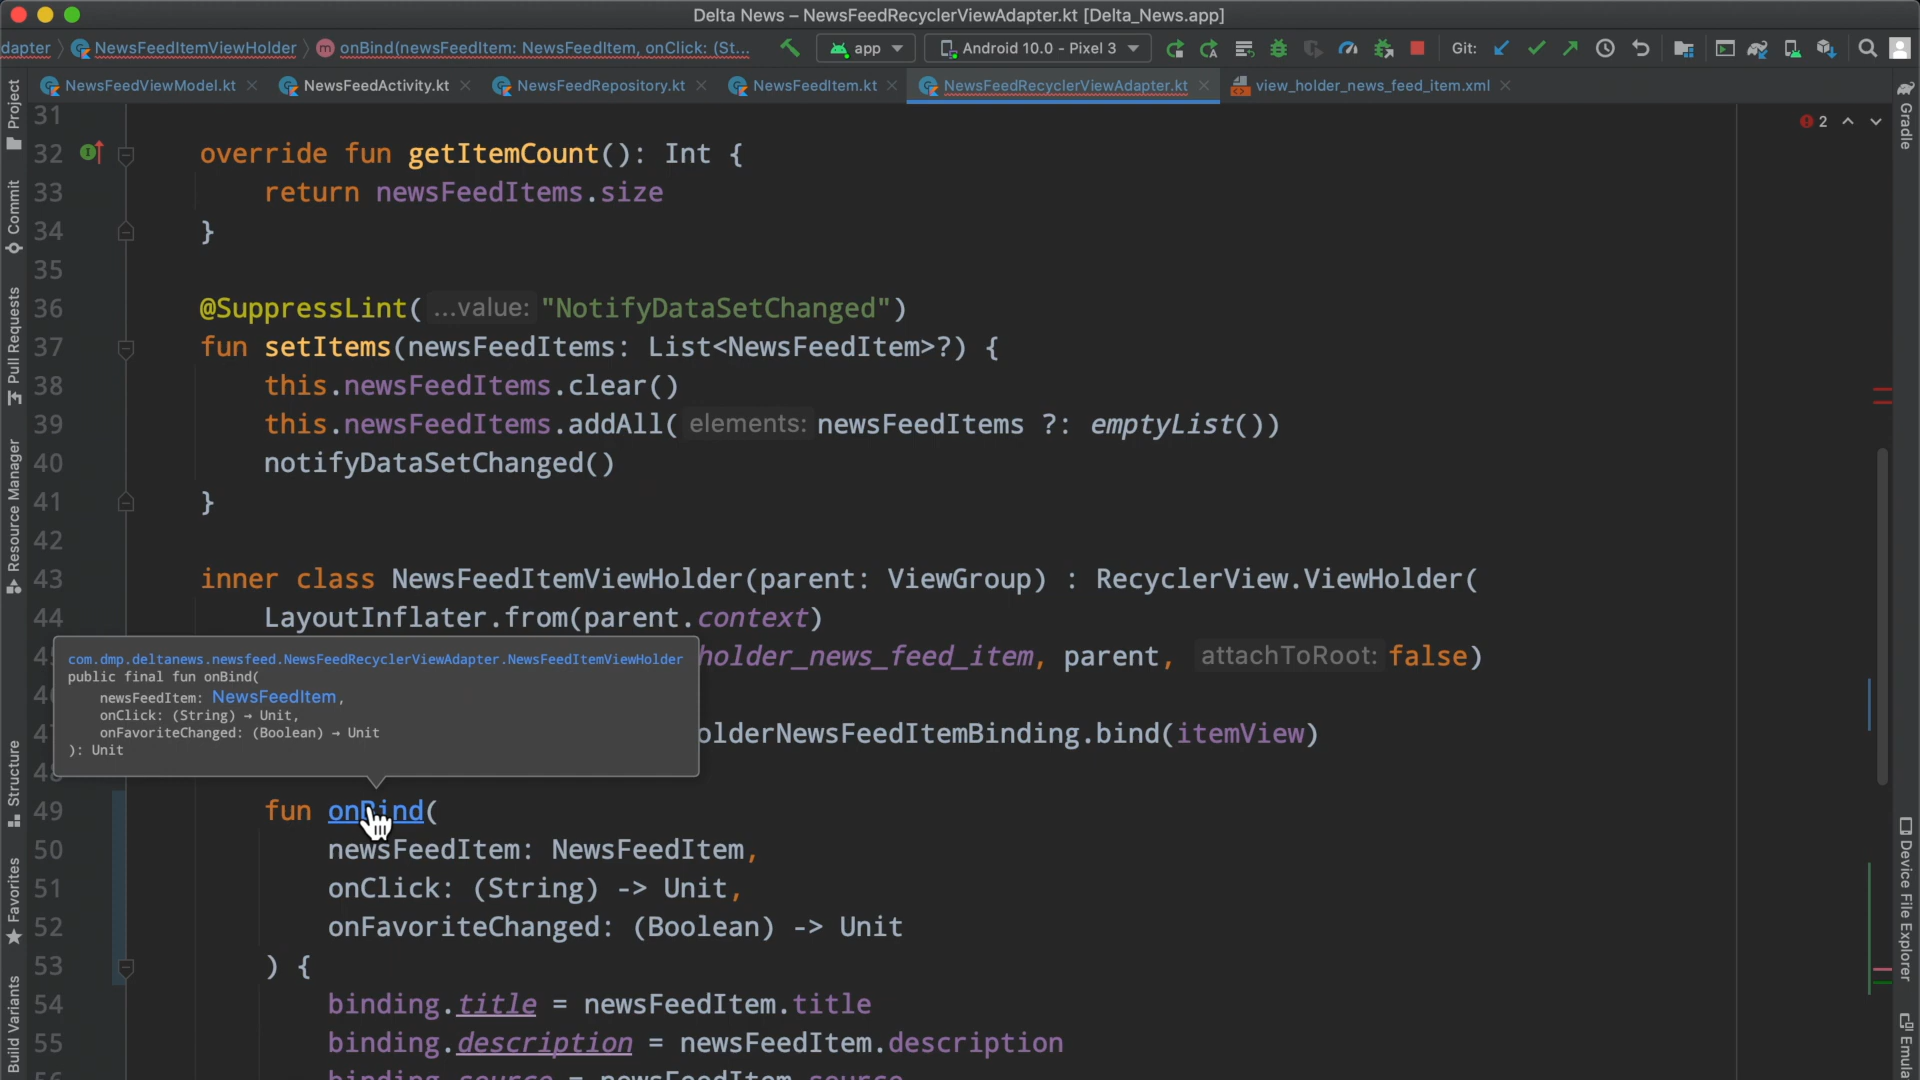 Delta News – NewsFeedRecyclerViewAdapter.kt [Delta_News.app]
dapter NewsFeedItemViewHolder onBind(newsFeedItem: NewsFeedItem, onClick: (St... app Android 10.0 - Pixel 3 Git:
NewsFeedViewModel.kt NewsFeedActivity.kt NewsFeedRepository.kt NewsFeedItem.kt NewsFeedRecyclerViewAdapter.kt view_holder_news_feed_item.xml
Project
Commit
Pull Requests
Resource Manager
Structure
Favorites
Build Variants
2
31
32 override fun getItemCount(): Int {
33 return newsFeedItems.size
34 }
35
36 @SuppressLint( ...value: "NotifyDataSetChanged")
37 fun setItems(newsFeedItems: List<NewsFeedItem>?) {
38 this.newsFeedItems.clear()
39 this.newsFeedItems.addAll( elements: newsFeedItems ?: emptyList())
40 notifyDataSetChanged()
41 }
42
43 inner class NewsFeedItemViewHolder(parent: ViewGroup) : RecyclerView.ViewHolder(
44 LayoutInflater.from(parent.context)
holder_news_feed_item, parent, attachToRoot: false)
olderNewsFeedItemBinding.bind(itemView)
com.dmp.deltanews.newsfeed.NewsFeedRecyclerViewAdapter.NewsFeedItemViewHolder
public final fun onBind(
newsFeedItem: NewsFeedItem,
onClick: (String) → Unit,
onFavoriteChanged: (Boolean) → Unit
): Unit
49 fun onBind(
50 newsFeedItem: NewsFeedItem,
51 onClick: (String) -> Unit,
52 onFavoriteChanged: (Boolean) -> Unit
53 ) {
54 binding.title = newsFeedItem.title
55 binding.description = newsFeedItem.description
binding.source = newsFeedItem.source
Gradle
Device File Explorer
Emula